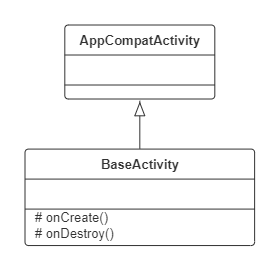 AppCompatActivity
BaseActivity
# onCreate()
# onDestroy()